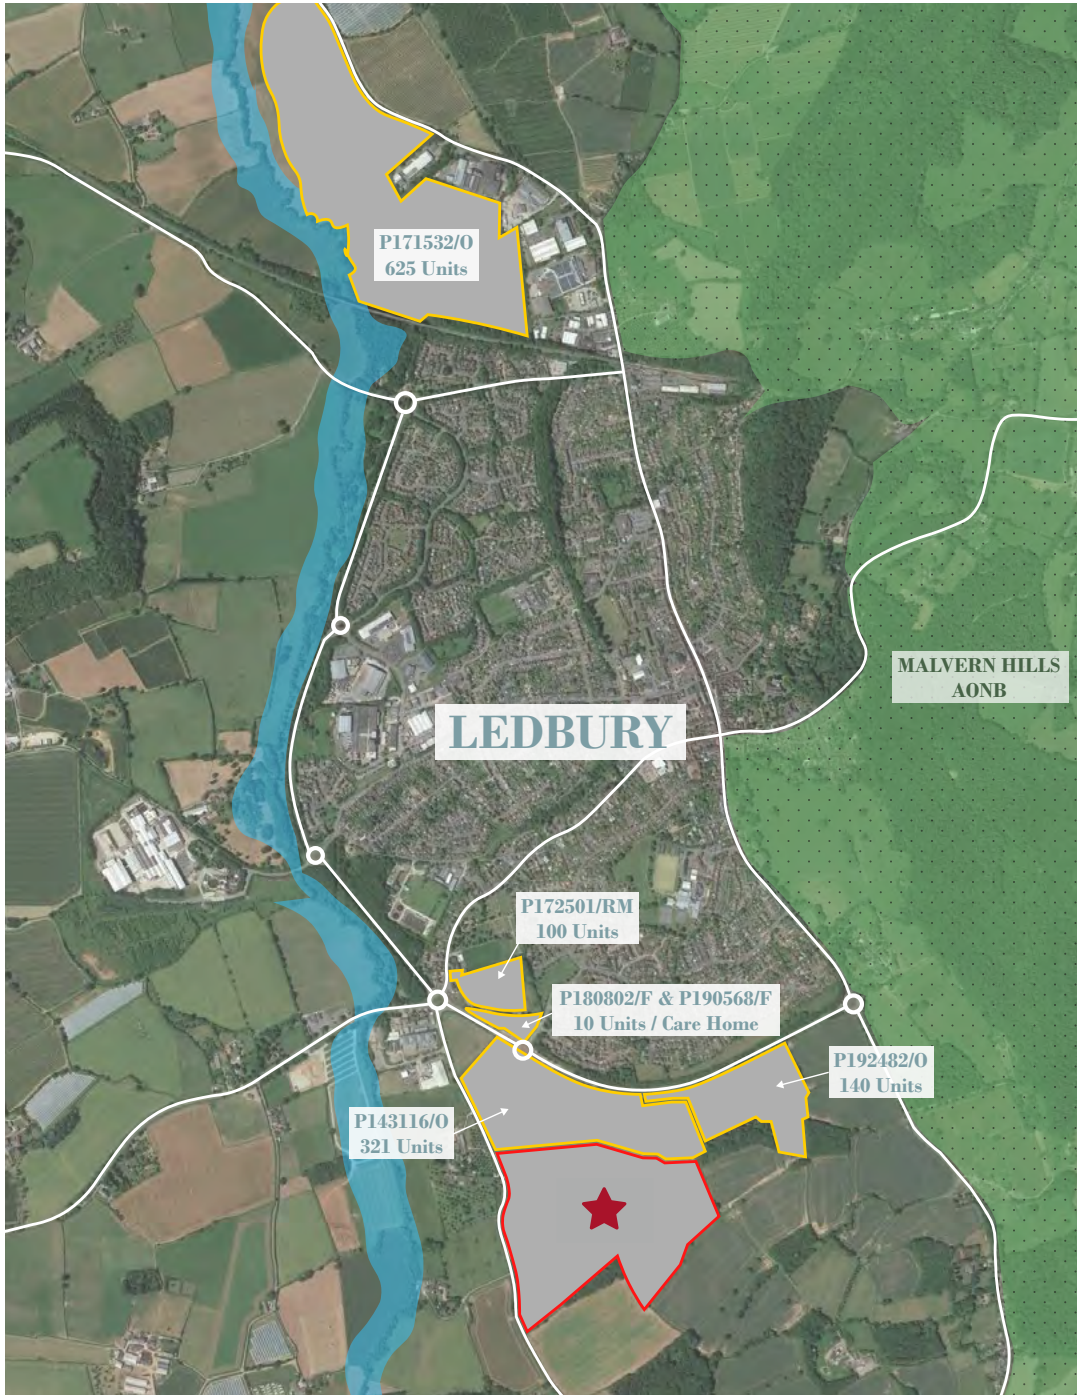 P171532/O
625 Units
MALVERN HILLS
AONB
LEDBURY
P172501/RM
100 Units
P180802/F & P190568/F
10 Units / Care Home
P192482/O
140 Units
P143116/O
321 Units